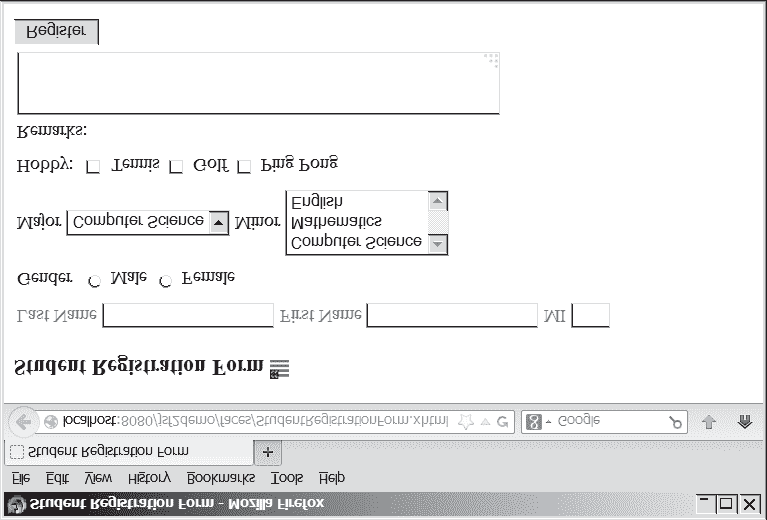 Student Registration Form - Mozilla Firefox
File Edit View History Bookmarks Tools Help
Student Registration Form +
localhost:8080/jsf2demo/faces/StudentRegistrationForm.xhtml Google
Student Registration Form
Last Name First Name MI
Gender Male Female
Major Computer Science Minor Computer Science
Mathematics
English
Hobby: Tennis Golf Ping Pong
Remarks:
Register